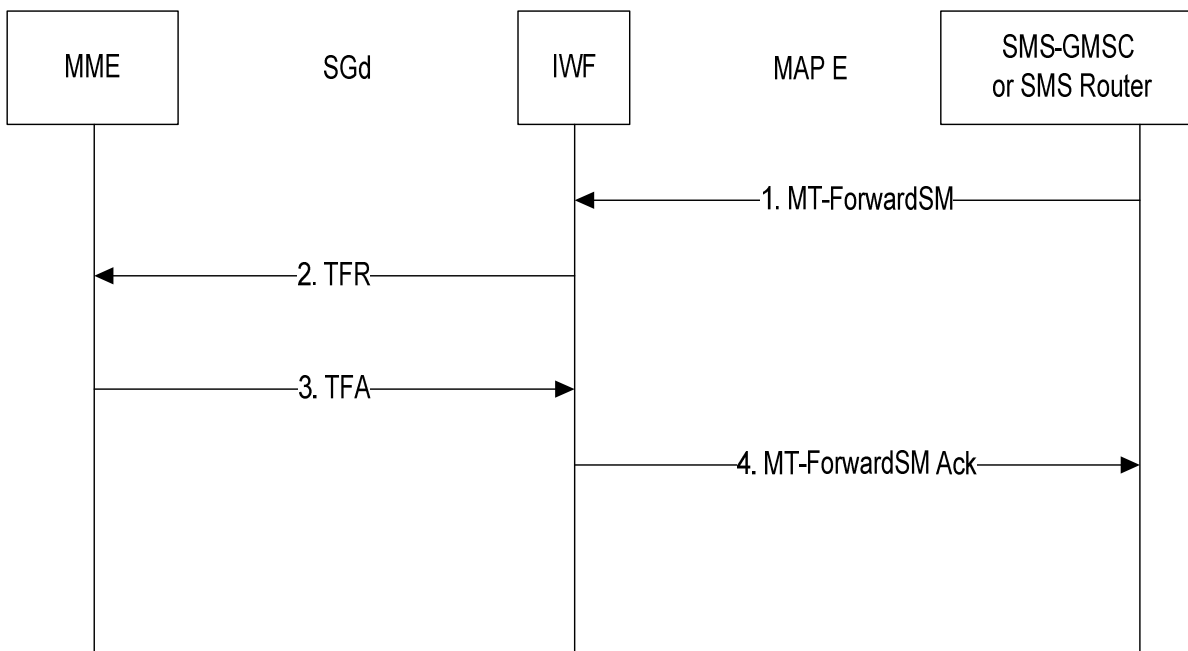 MME
SGd
IWF
MAP E
SMS-GMSC
or SMS Router
1. MT-ForwardSM
2. TFR
3. TFA
4. MT-ForwardSM Ack